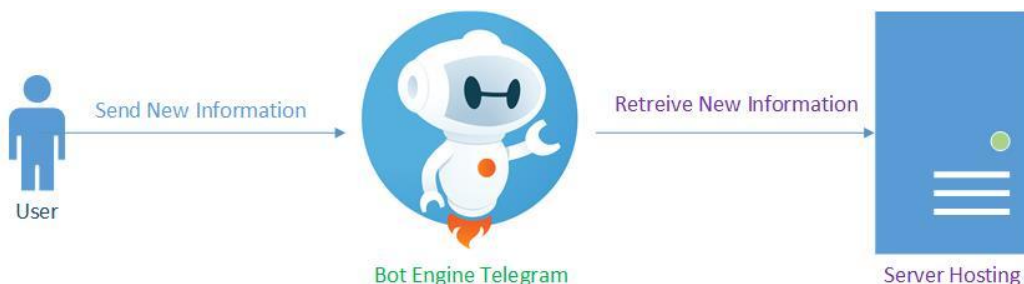 Send New Information
Retreive New Information
User
Bot Engine Telegram
Server Hosting